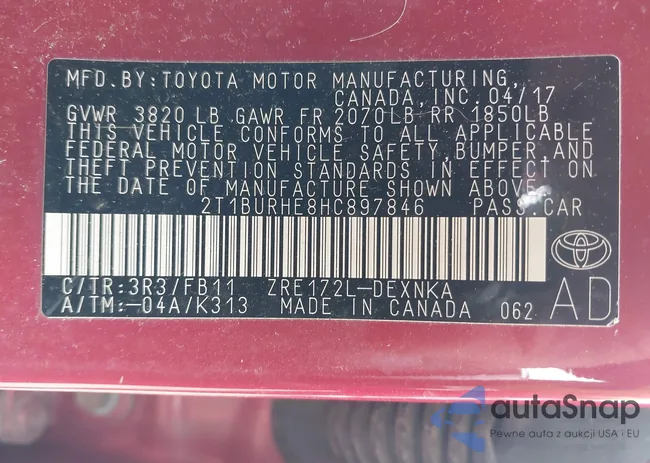 MFD. BY: TOYOTA MOTOR MANUFACTURING,
CANADA, INC. 04/17
GVWR 3820 LB GAWR FR 2070LB RR 1850LB
THIS VEHICLE CONFORMS TO ALL APPLICABLE
FEDERAL MOTOR VEHICLE SAFETY, BUMPER, AND
THEFT PREVENTION STANDARDS IN EFFECT ON
THE DATE OF MANUFACTURE SHOWN ABOVE.
2T1BURHE8HC897846 PASS. CAR
C/TR: 3R3/FB11 ZRE172L-DEXNKA
A/TM: -04A/K313 MADE IN CANADA 062
AD
autaSnap
Pewne auta z aukcji USA i EU